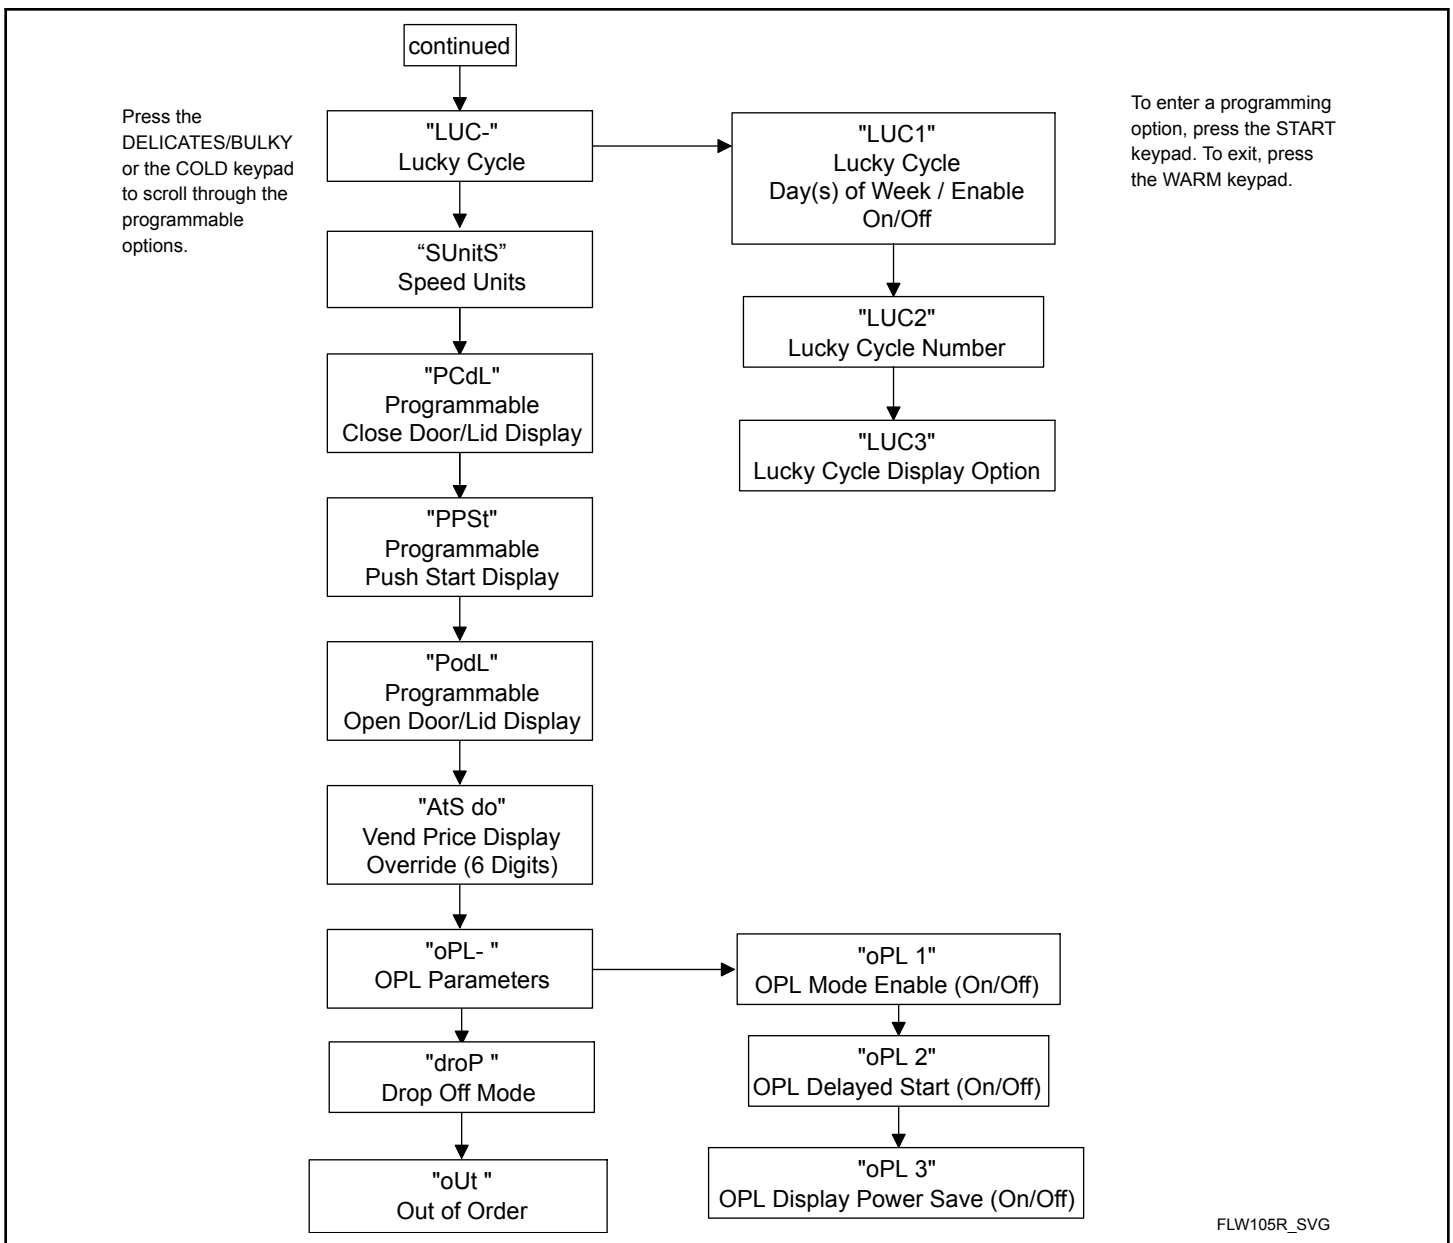 continued
Press the
DELICATES/BULKY
or the COLD keypad
to scroll through the
programmable
options.
To enter a programming
option, press the START
keypad. To exit, press
the WARM keypad.
"LUC-"
Lucky Cycle
"LUC1"
Lucky Cycle
Day(s) of Week / Enable
On/Off
“SUnitS”
Speed Units
"LUC2"
Lucky Cycle Number
"PCdL"
Programmable
Close Door/Lid Display
"LUC3"
Lucky Cycle Display Option
"PPSt"
Programmable
Push Start Display
"PodL"
Programmable
Open Door/Lid Display
"AtS do"
Vend Price Display
Override (6 Digits)
"oPL- "
OPL Parameters
"oPL 1"
OPL Mode Enable (On/Off)
"droP "
Drop Off Mode
"oPL 2"
OPL Delayed Start (On/Off)
"oUt "
Out of Order
"oPL 3"
OPL Display Power Save (On/Off)
FLW105R_SVG